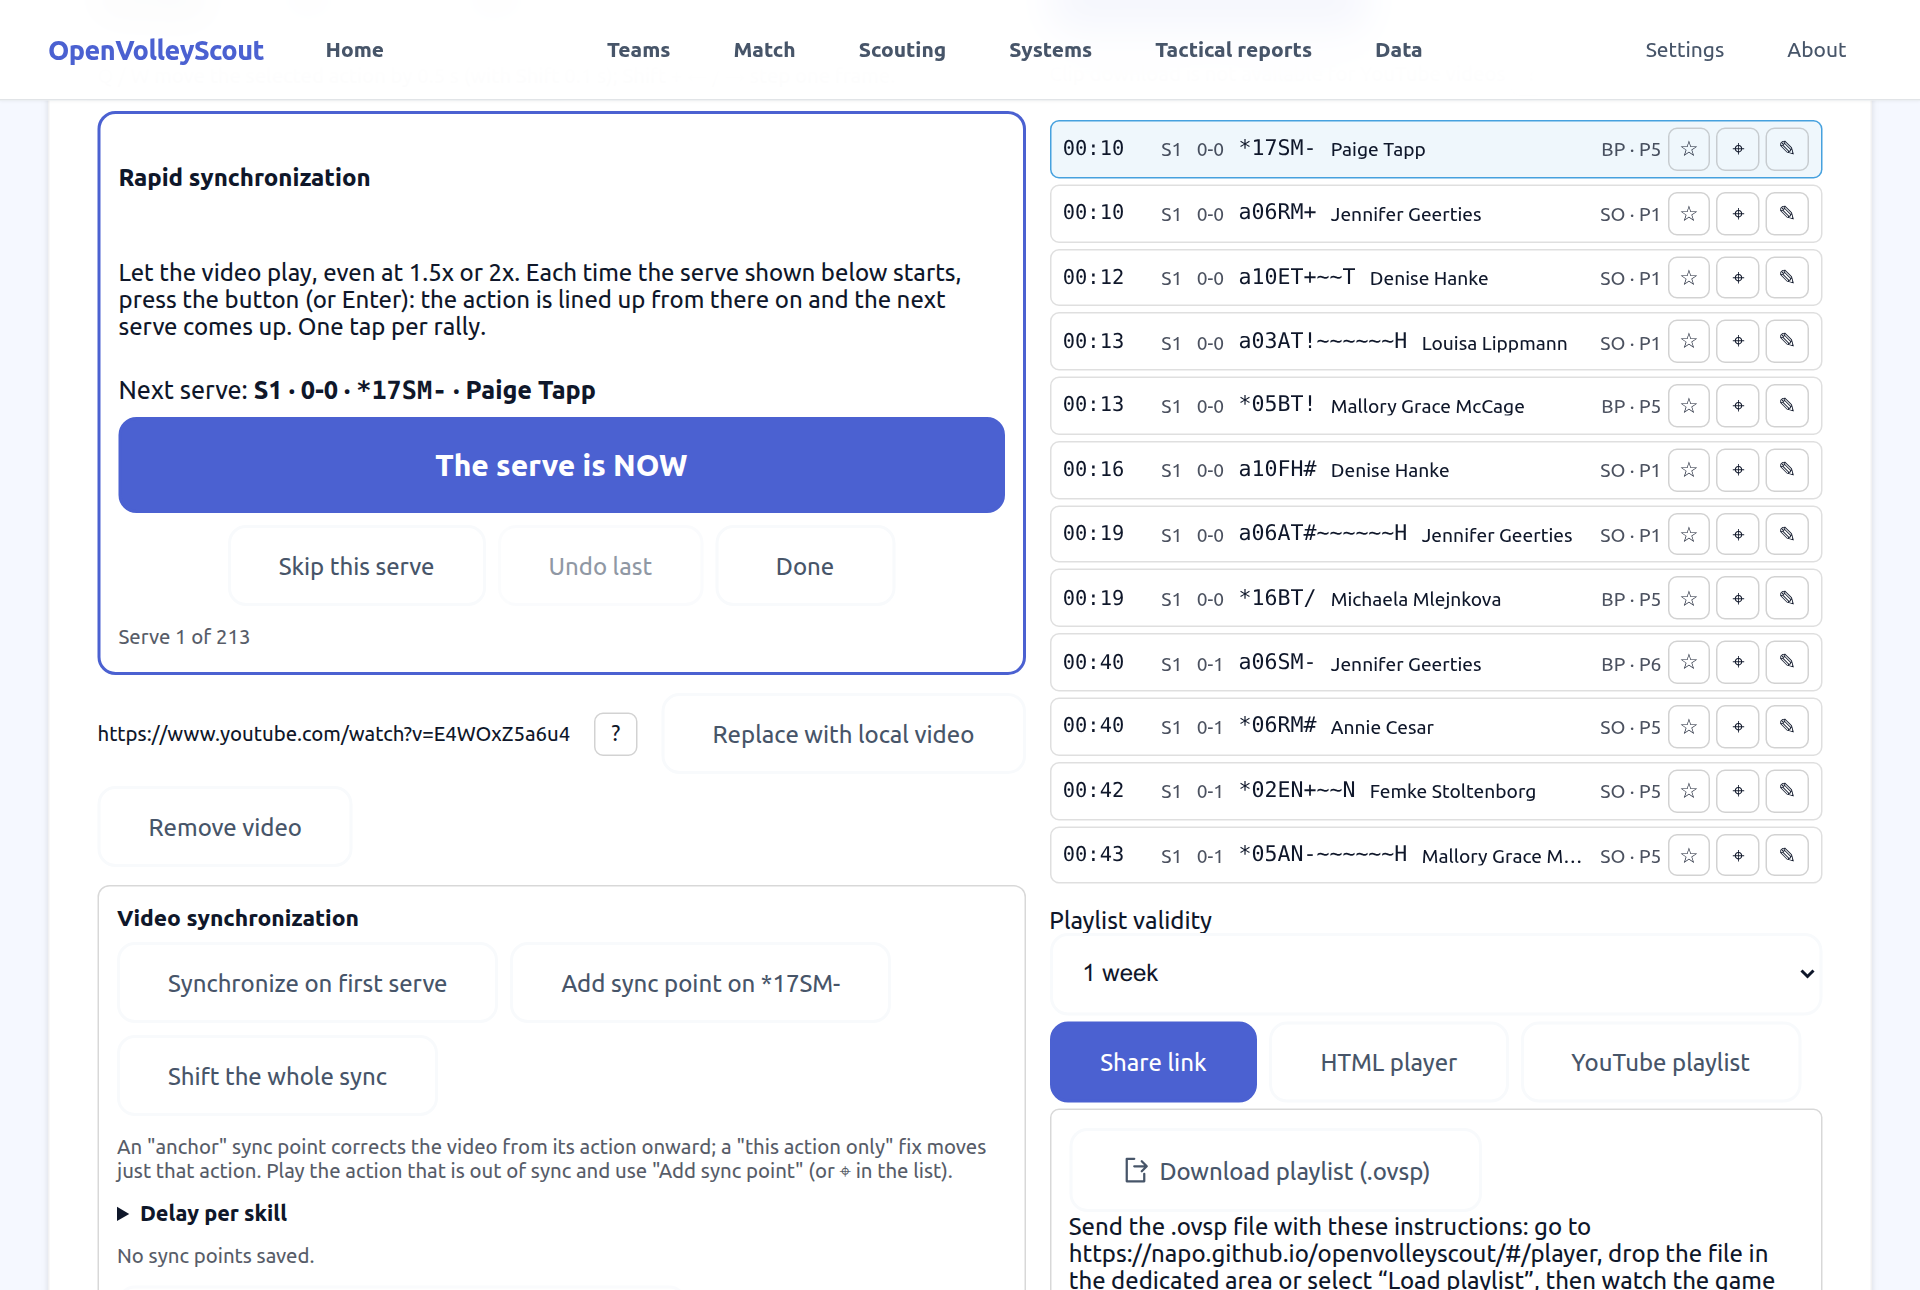 OpenVolleyScout Home Teams Match Scouting Systems Tactical reports Data Settings About
Rapid synchronization
Let the video play, even at 1.5x or 2x. Each time the serve shown below starts,
press the button (or Enter): the action is lined up from there on and the next
serve comes up. One tap per rally.
Next serve: S1 · 0-0 · *17SM- · Paige Tapp
The serve is NOW
Skip this serve Undo last Done
Serve 1 of 213
https://www.youtube.com/watch?v=E4WOxZ5a6u4 ? Replace with local video
Remove video
Video synchronization
Synchronize on first serve Add sync point on *17SM-
Shift the whole sync
An "anchor" sync point corrects the video from its action onward; a "this action only" fix moves
just that action. Play the action that is out of sync and use "Add sync point" (or ⌖ in the list).
▶ Delay per skill
No sync points saved.
00:10 S1 0-0 *17SM- Paige Tapp BP · P5 ☆ ⌖ ✎
00:10 S1 0-0 a06RM+ Jennifer Geerties SO · P1 ☆ ⌖ ✎
00:12 S1 0-0 a10ET+~~T Denise Hanke SO · P1 ☆ ⌖ ✎
00:13 S1 0-0 a03AT!~~~~~~H Louisa Lippmann SO · P1 ☆ ⌖ ✎
00:13 S1 0-0 *05BT! Mallory Grace McCage BP · P5 ☆ ⌖ ✎
00:16 S1 0-0 a10FH# Denise Hanke SO · P1 ☆ ⌖ ✎
00:19 S1 0-0 a06AT#~~~~~~H Jennifer Geerties SO · P1 ☆ ⌖ ✎
00:19 S1 0-0 *16BT/ Michaela Mlejnkova BP · P5 ☆ ⌖ ✎
00:40 S1 0-1 a06SM- Jennifer Geerties BP · P6 ☆ ⌖ ✎
00:40 S1 0-1 *06RM# Annie Cesar SO · P5 ☆ ⌖ ✎
00:42 S1 0-1 *02EN+~~N Femke Stoltenborg SO · P5 ☆ ⌖ ✎
00:43 S1 0-1 *05AN-~~~~~~H Mallory Grace M... SO · P5 ☆ ⌖ ✎
Playlist validity
1 week
Share link HTML player YouTube playlist
Download playlist (.ovsp)
Send the .ovsp file with these instructions: go to
https://napo.github.io/openvolleyscout/#/player, drop the file in
the dedicated area or select “Load playlist”, then watch the game